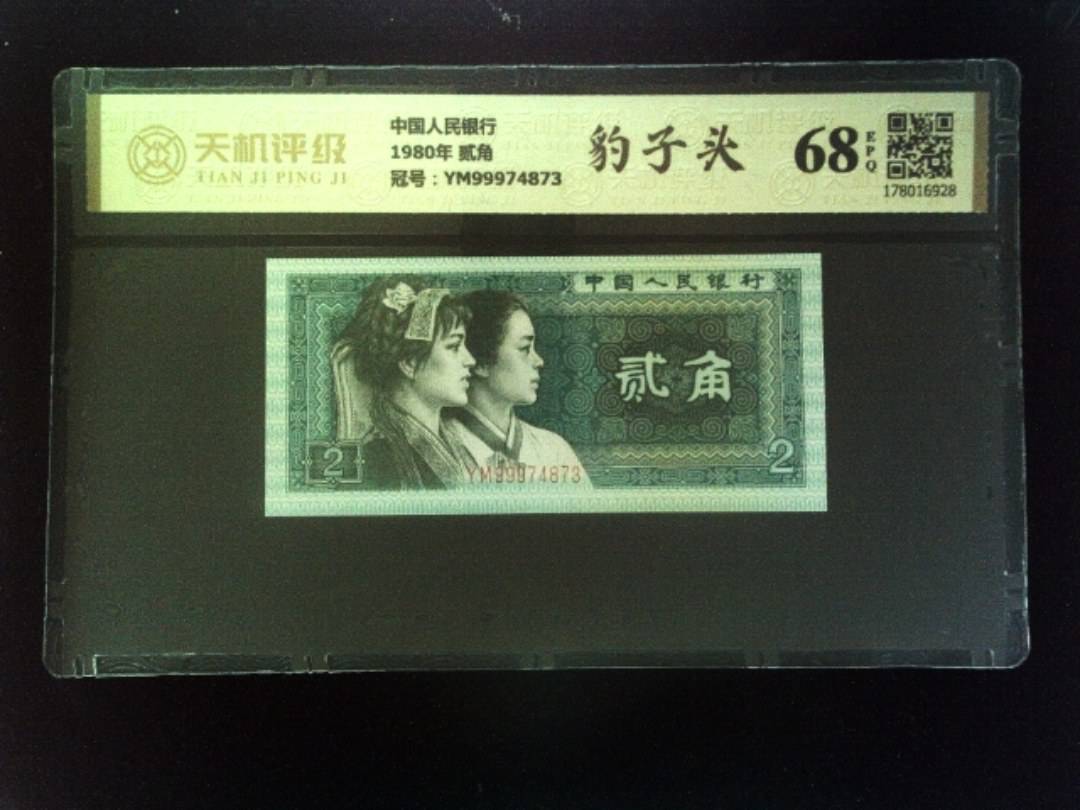 天机评级
TIAN JI PING JI
中国人民银行
1980年 贰角
冠号：YM99974873
豹子头
68
EPQ
178016928
中国人民银行
贰角
2
2
YM99974873